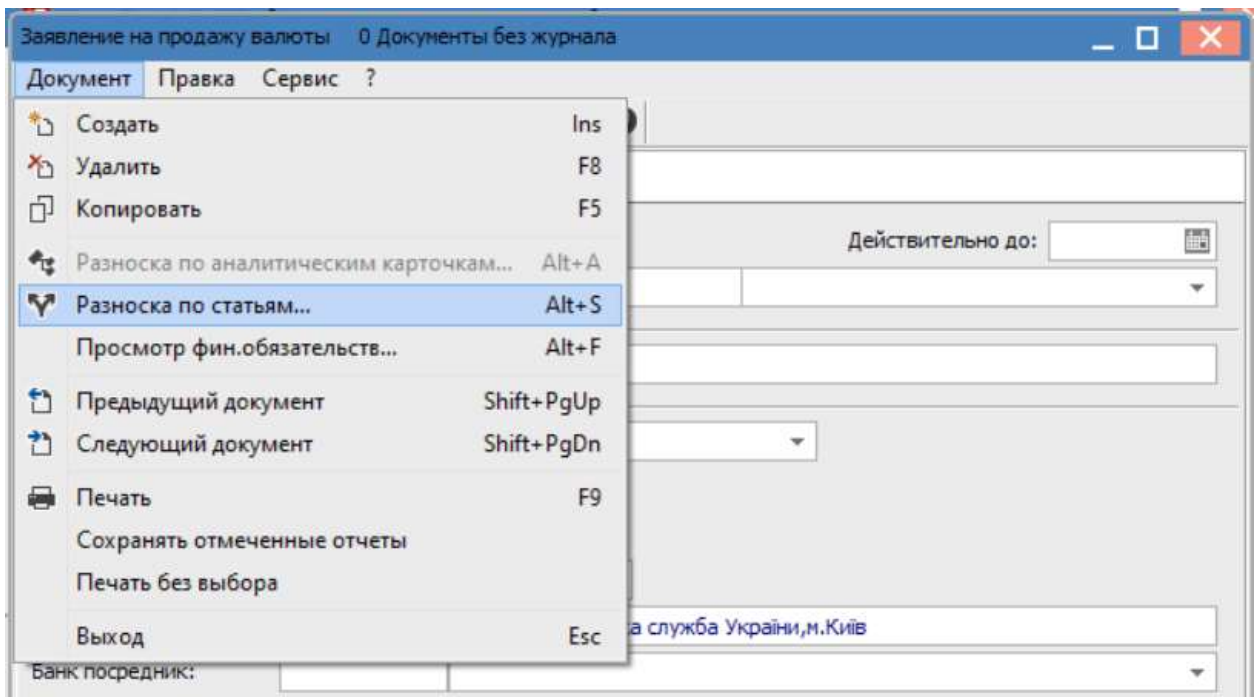 Заявление на продажу валюты 0 Документы без журнала
Документ Правка Сервис ?
Создать Ins
Удалить F8
Копировать F5
Действительно до:
Разноска по аналитическим карточкам... Alt+A
Разноска по статьям... Alt+S
Просмотр фин.обязательств... Alt+F
Предыдущий документ Shift+PgUp
Следующий документ Shift+PgDn
Печать F9
Сохранять отмеченные отчеты
Печать без выбора
Выход Esc
а служба України,м.Київ
Банк посредник: